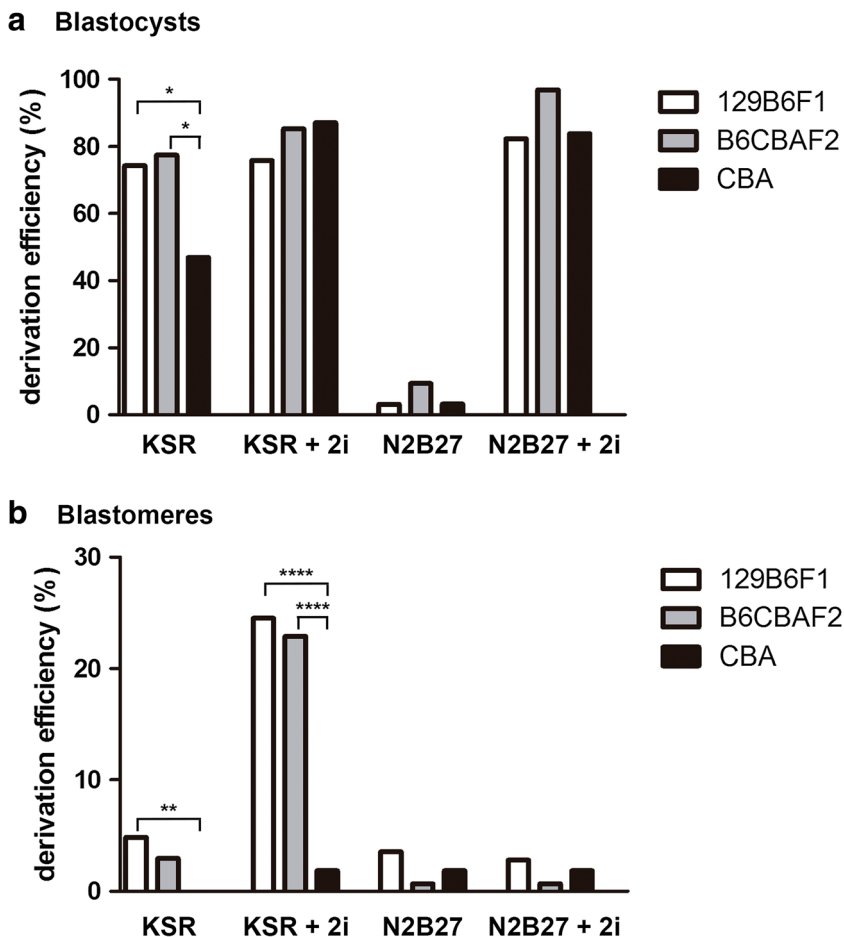 a Blastocysts
derivation efficiency (%)
100
80
60
40
20
0
*
*
KSR
KSR + 2i
N2B27
N2B27 + 2i
129B6F1
B6CBAF2
CBA
b Blastomeres
derivation efficiency (%)
30
20
10
0
**
****
****
KSR
KSR + 2i
N2B27
N2B27 + 2i
129B6F1
B6CBAF2
CBA